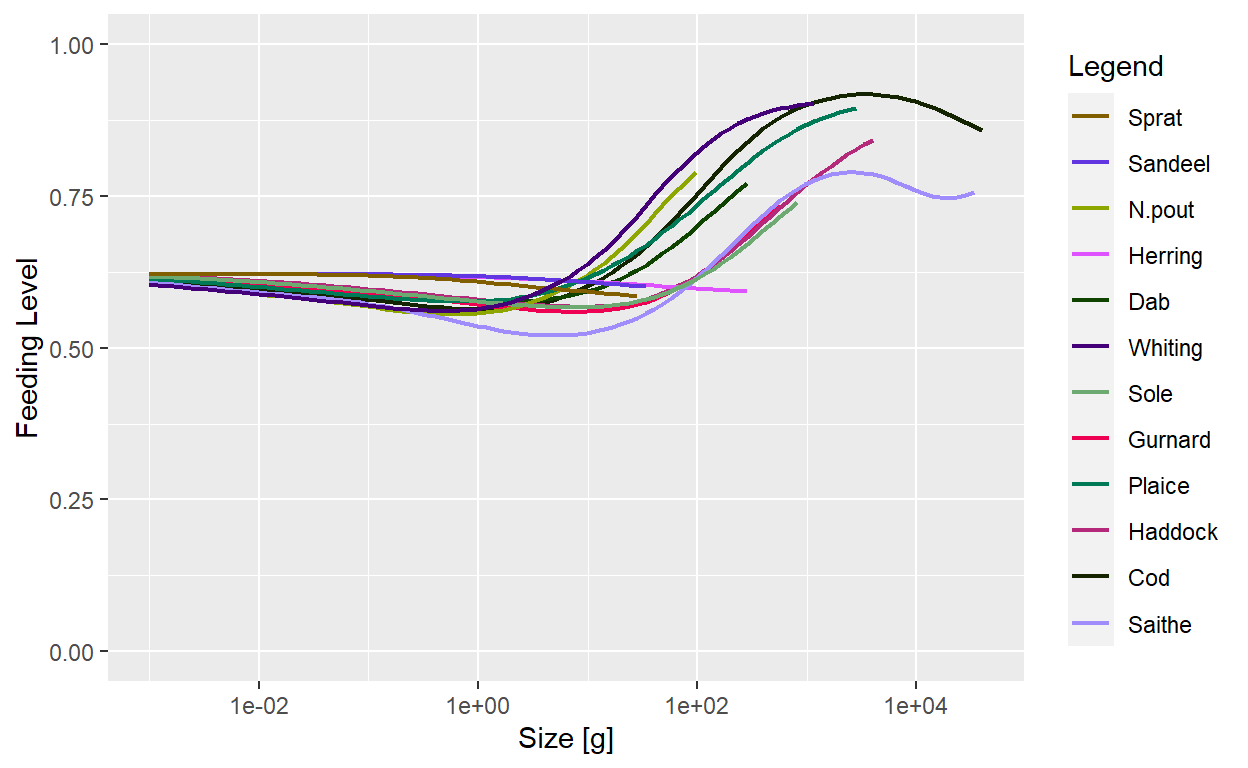 1.00
0.75
0.50
0.25
0.00
Feeding Level
1e-02
1e+00
1e+02
1e+04
Size [g]
Legend
Sprat
Sandeel
N.pout
Herring
Dab
Whiting
Sole
Gurnard
Plaice
Haddock
Cod
Saithe